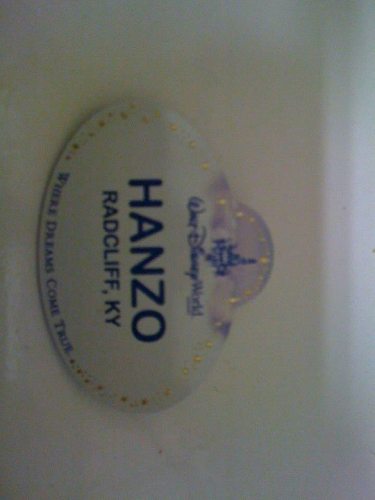 Walt Disney World
HANZO
RADCLIFF, KY
WHERE DREAMS COME TRUE